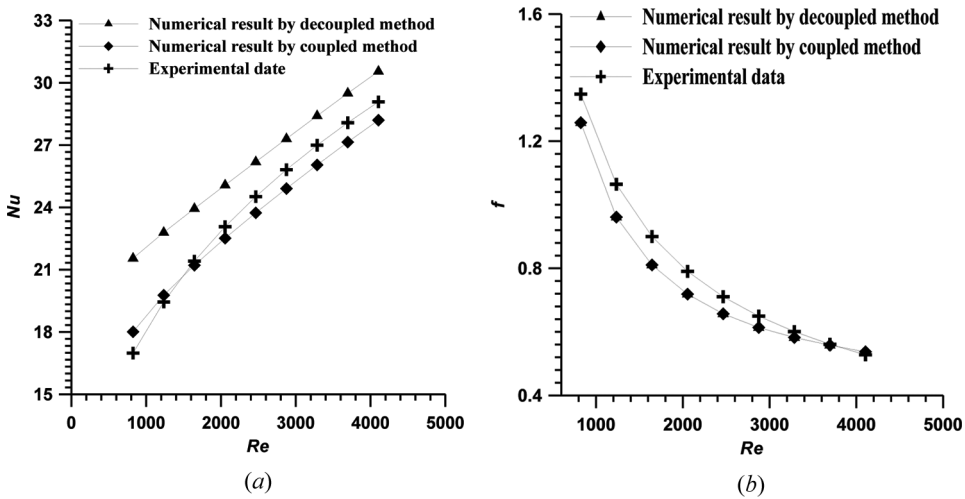 33
30
27
24
21
18
15
Nu
Numerical result by decoupled method
Numerical result by coupled method
Experimental date
0
1000
2000
3000
4000
5000
Re
(a)
1.6
1.2
0.8
0.4
f
Numerical result by decoupled method
Numerical result by coupled method
Experimental data
1000
2000
3000
4000
5000
Re
(b)